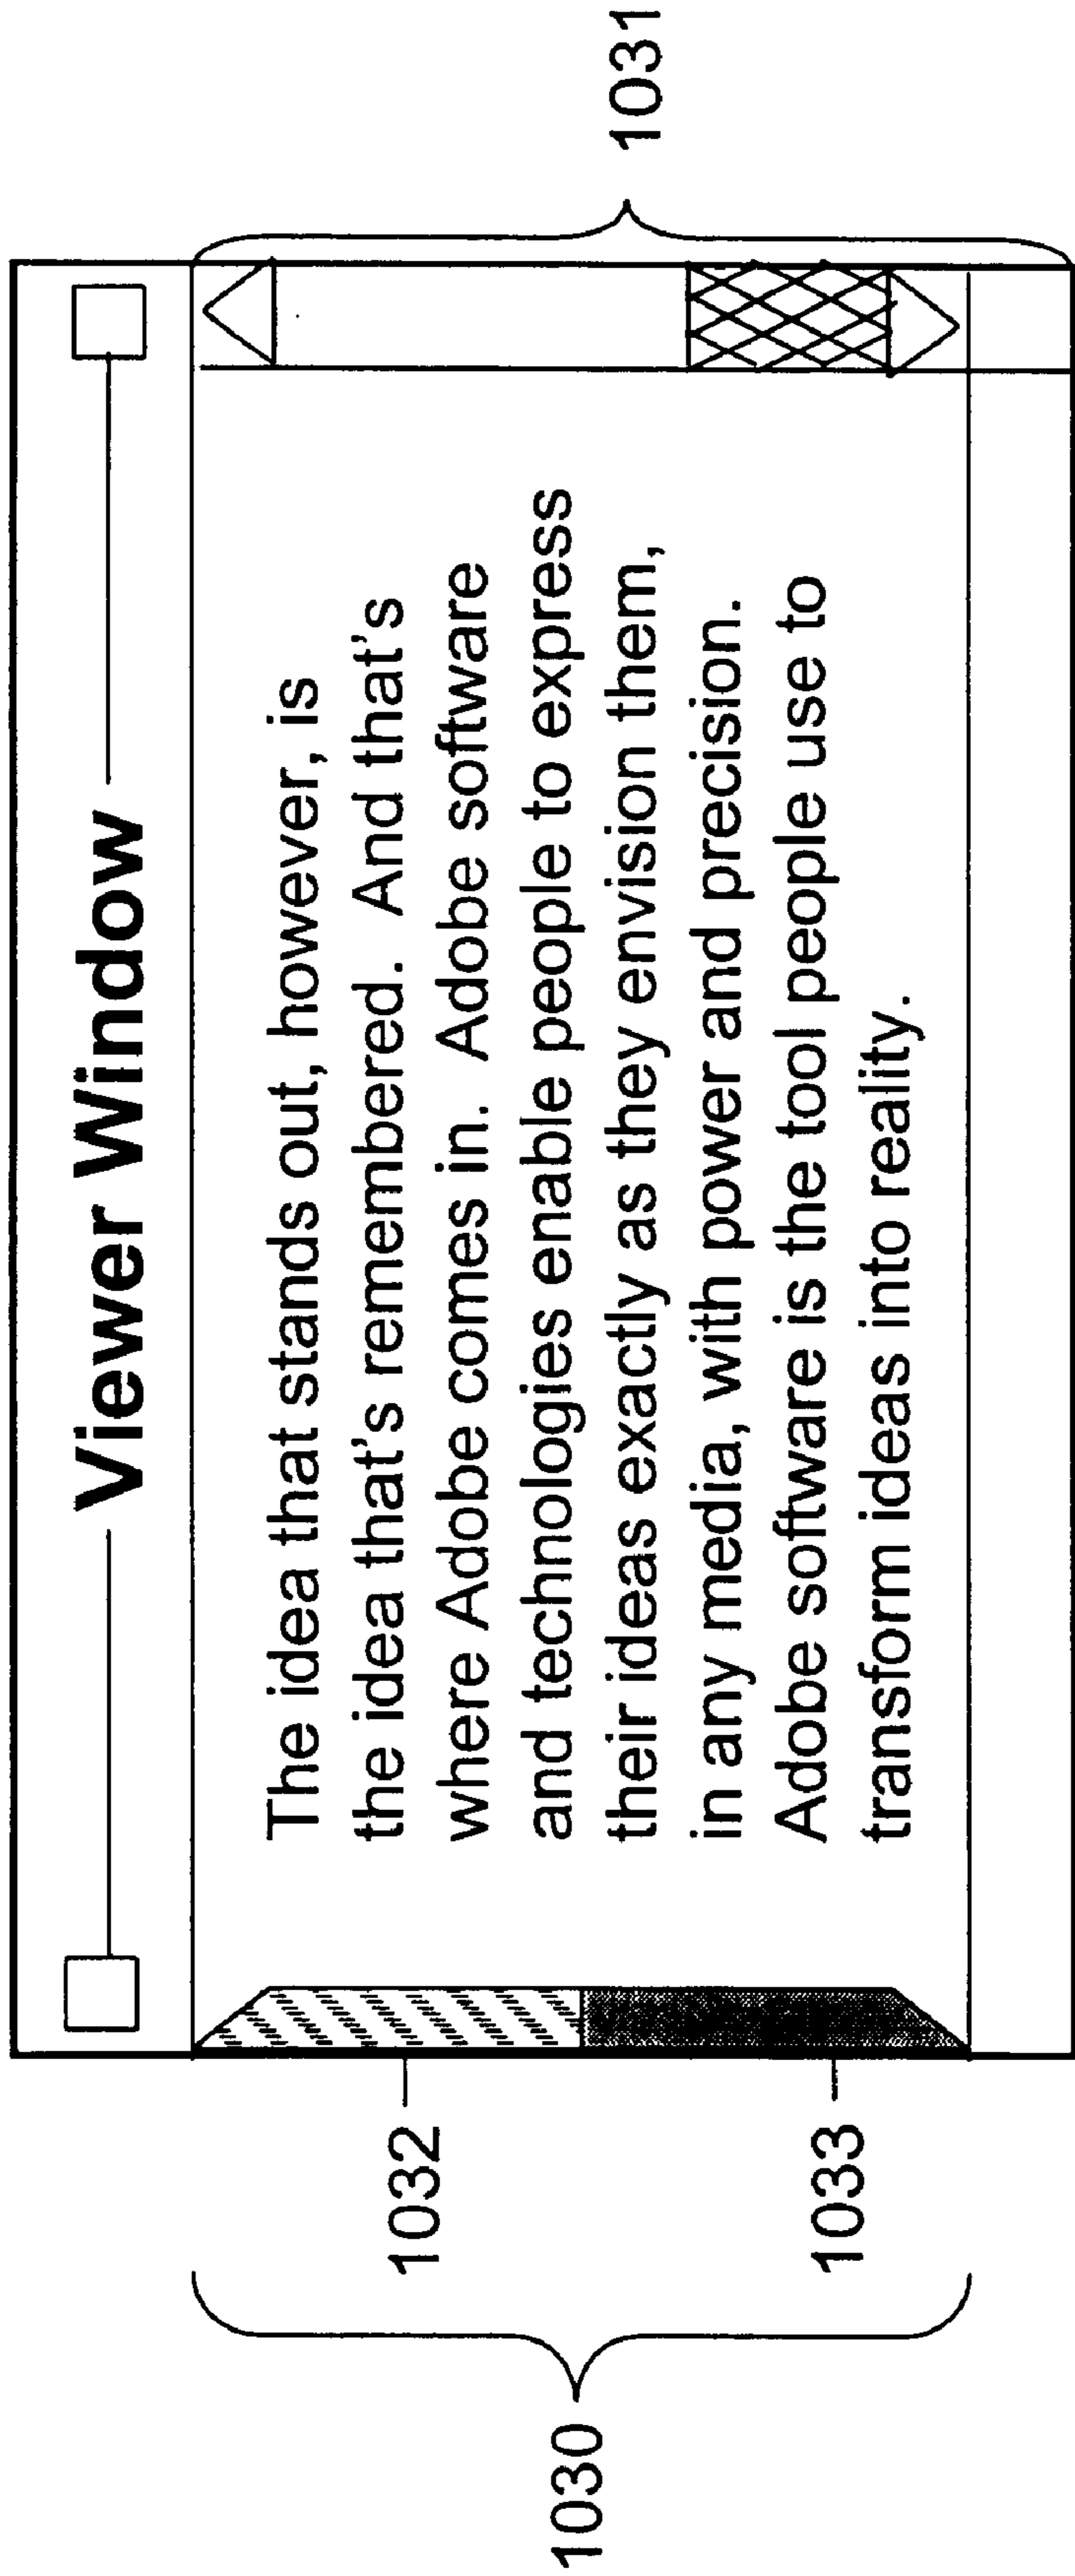 Viewer Window
The idea that stands out, however, is
the idea that's remembered. And that's
where Adobe comes in. Adobe software
and technologies enable people to express
their ideas exactly as they envision them,
in any media, with power and precision.
Adobe software is the tool people use to
transform ideas into reality.
1030
1032
1033
1031